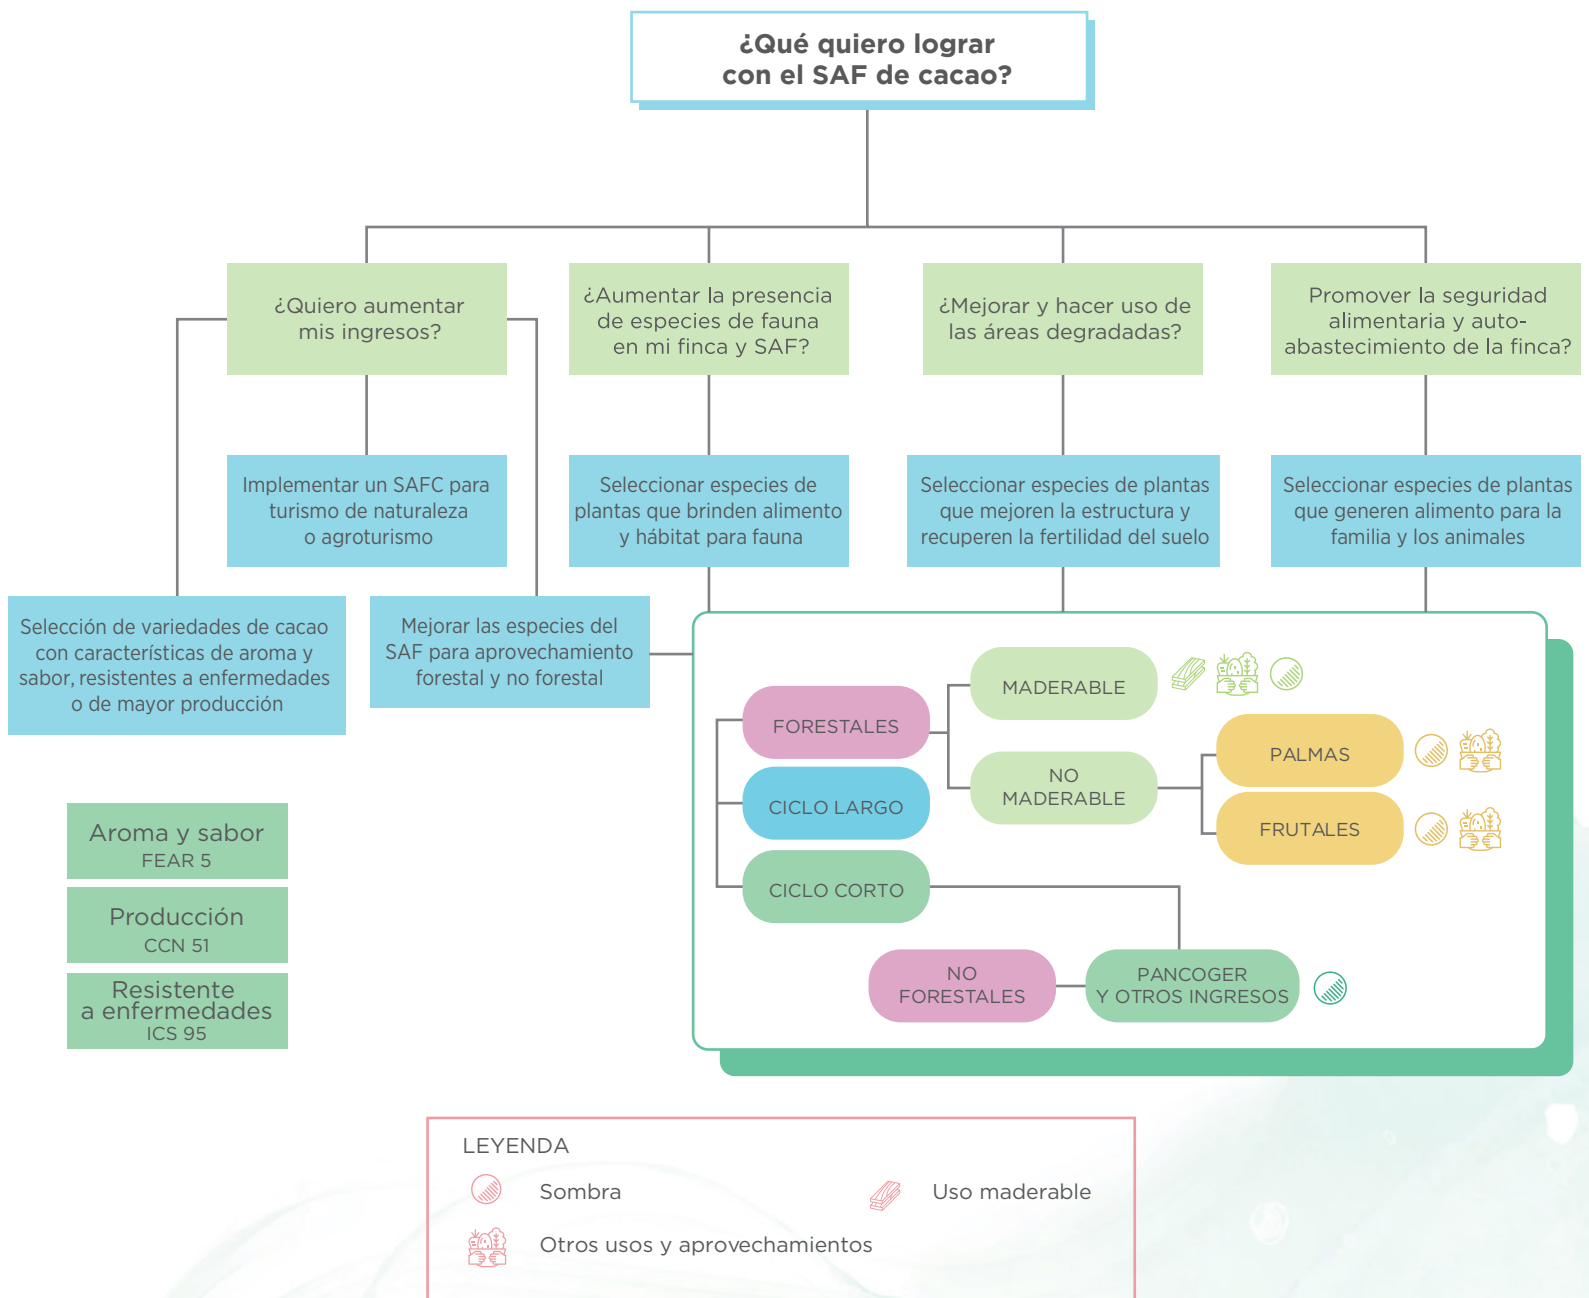 ¿Qué quiero lograr
con el SAF de cacao?
¿Quiero aumentar
mis ingresos?
¿Aumentar la presencia
de especies de fauna
en mi finca y SAF?
¿Mejorar y hacer uso de
las áreas degradadas?
Promover la seguridad
alimentaria y auto-
abastecimiento de la finca?
Implementar un SAFC para
turismo de naturaleza
o agroturismo
Seleccionar especies de
plantas que brinden alimento
y hábitat para fauna
Seleccionar especies de plantas
que mejoren la estructura y
recuperen la fertilidad del suelo
Seleccionar especies de plantas
que generen alimento para la
familia y los animales
Selección de variedades de cacao
con características de aroma y
sabor, resistentes a enfermedades
o de mayor producción
Mejorar las especies del
SAF para aprovechamiento
forestal y no forestal
FORESTALES
MADERABLE
NO
MADERABLE
PALMAS
FRUTALES
CICLO LARGO
CICLO CORTO
NO
FORESTALES
PANCOGER
Y OTROS INGRESOS
Aroma y sabor
FEAR 5
Producción
CCN 51
Resistente
a enfermedades
ICS 95
LEYENDA
Sombra
Uso maderable
Otros usos y aprovechamientos